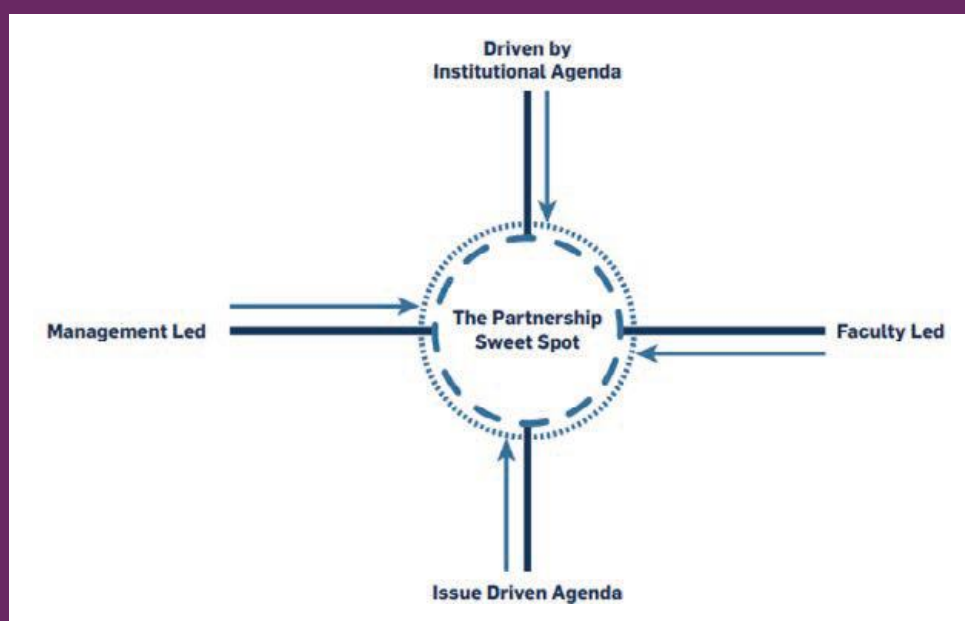 Driven by
Institutional Agenda
Management Led
The Partnership
Sweet Spot
Faculty Led
Issue Driven Agenda